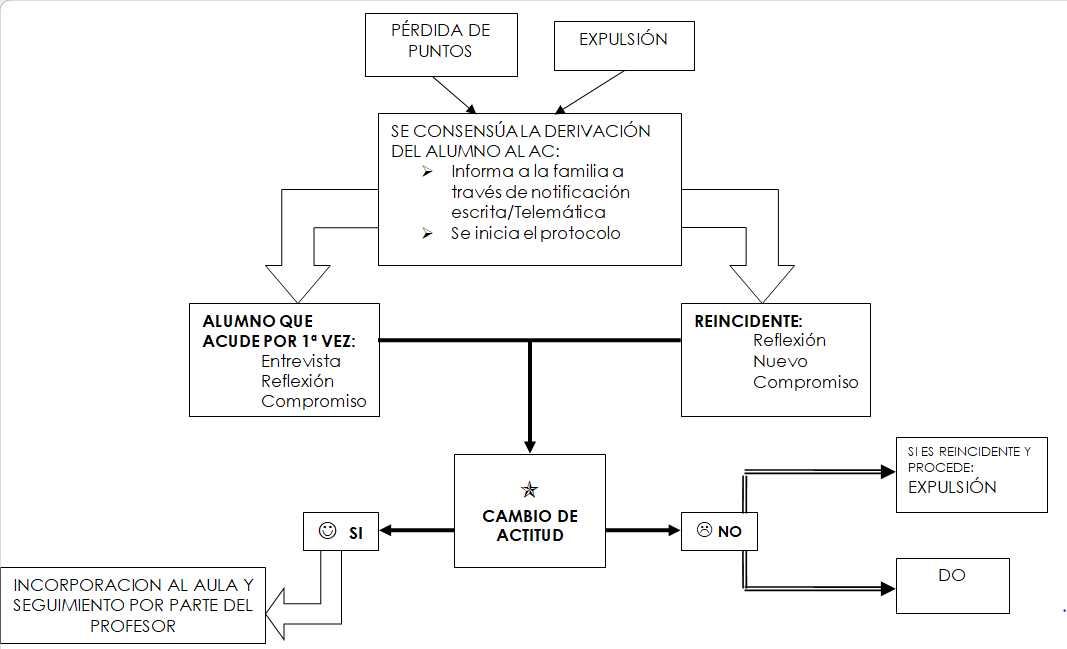 PÉRDIDA DE
PUNTOS
EXPULSIÓN
SE CONSENSÚA LA DERIVACIÓN
DEL ALUMNO AL AC:
➢ Informa a la familia a
través de notificación
escrita/Telemática
➢ Se inicia el protocolo
ALUMNO QUE
ACUDE POR 1ª VEZ:
Entrevista
Reflexión
Compromiso
REINCIDENTE:
Reflexión
Nuevo
Compromiso
CAMBIO DE
ACTITUD
SI
NO
SI ES REINCIDENTE Y
PROCEDE:
EXPULSIÓN
DO
INCORPORACION AL AULA Y
SEGUIMIENTO POR PARTE DEL
PROFESOR